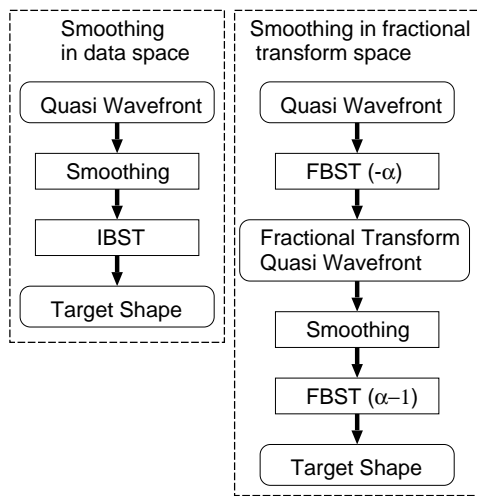 Smoothing
in data space
Quasi Wavefront
Smoothing
IBST
Target Shape
Smoothing in fractional
transform space
Quasi Wavefront
FBST (-α)
Fractional Transform
Quasi Wavefront
Smoothing
FBST (α−1)
Target Shape